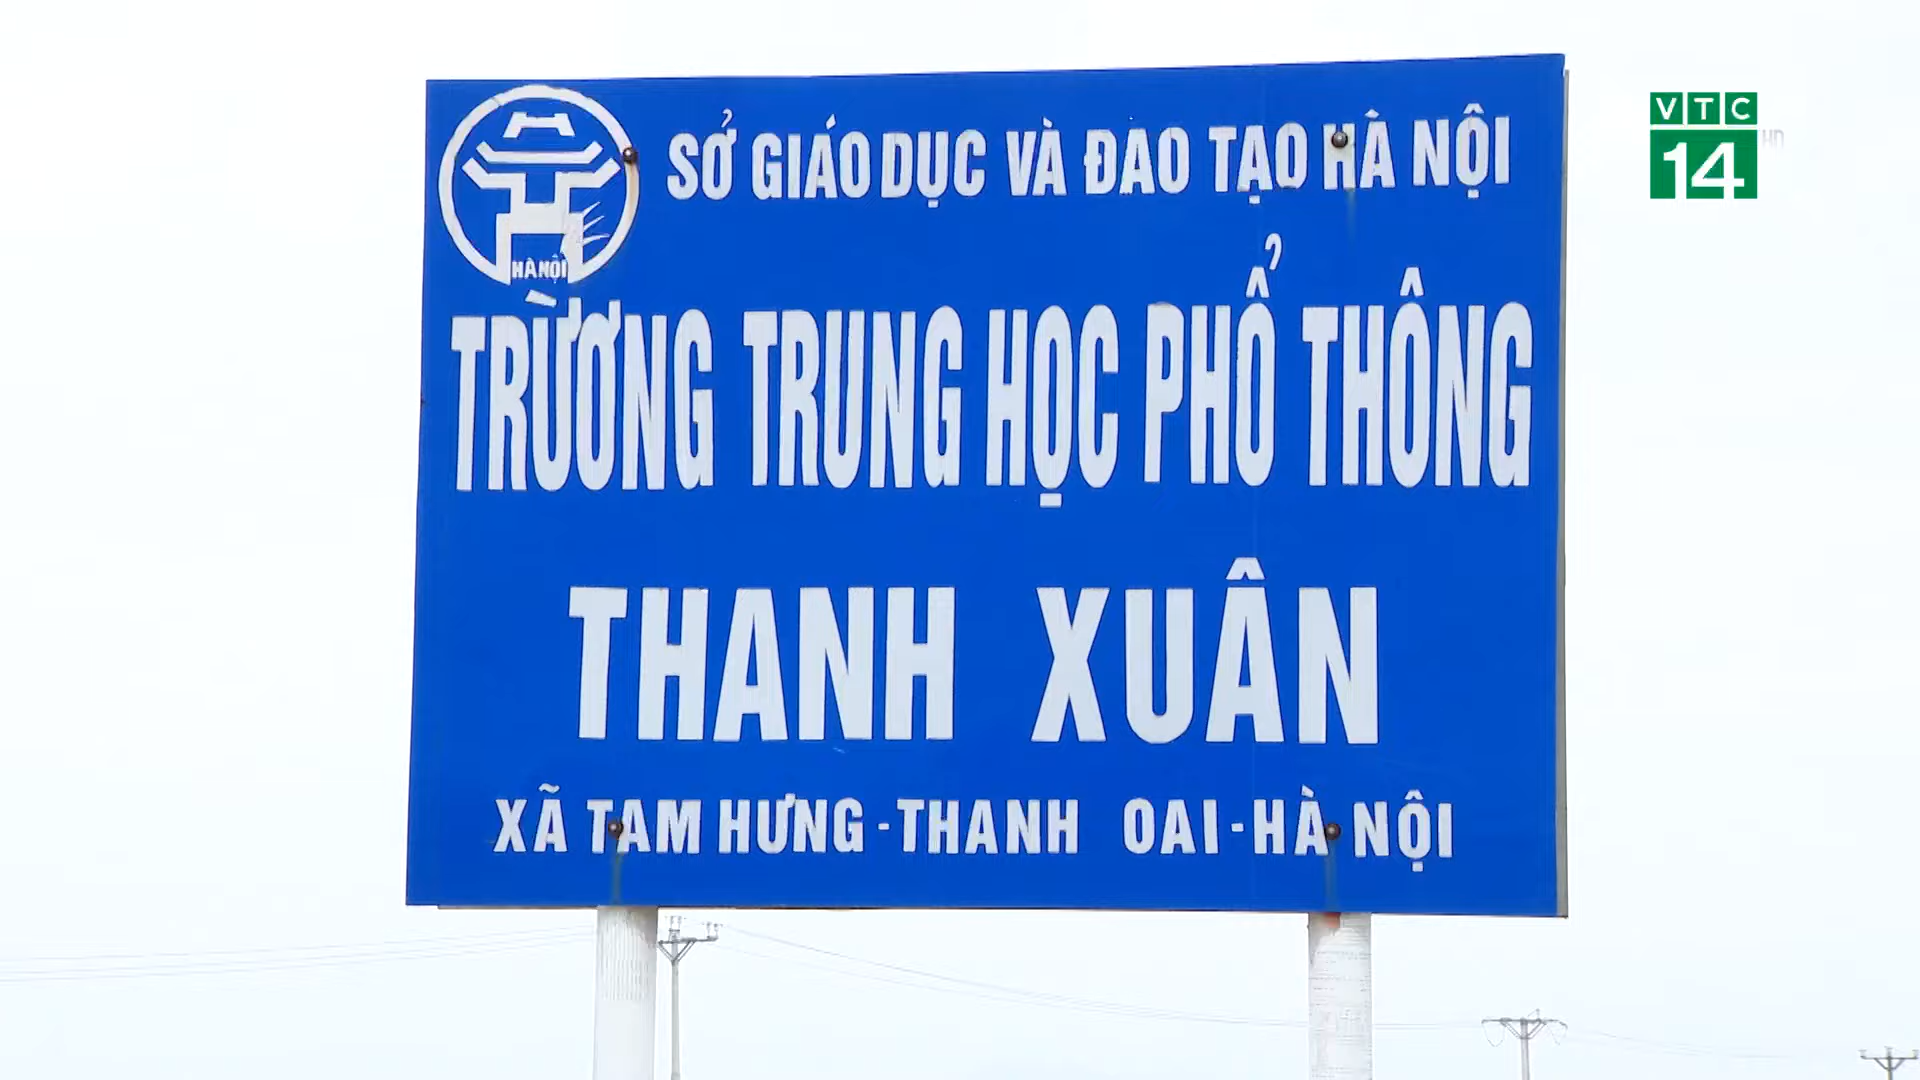 SỞ GIÁO DỤC VÀ ĐÀO TẠO HÀ NỘI
HÀ NỘI
TRƯỜNG TRUNG HỌC PHỔ THÔNG
THANH XUÂN
XÃ TAM HƯNG - THANH OAI - HÀ NỘI
VTC
14
HD